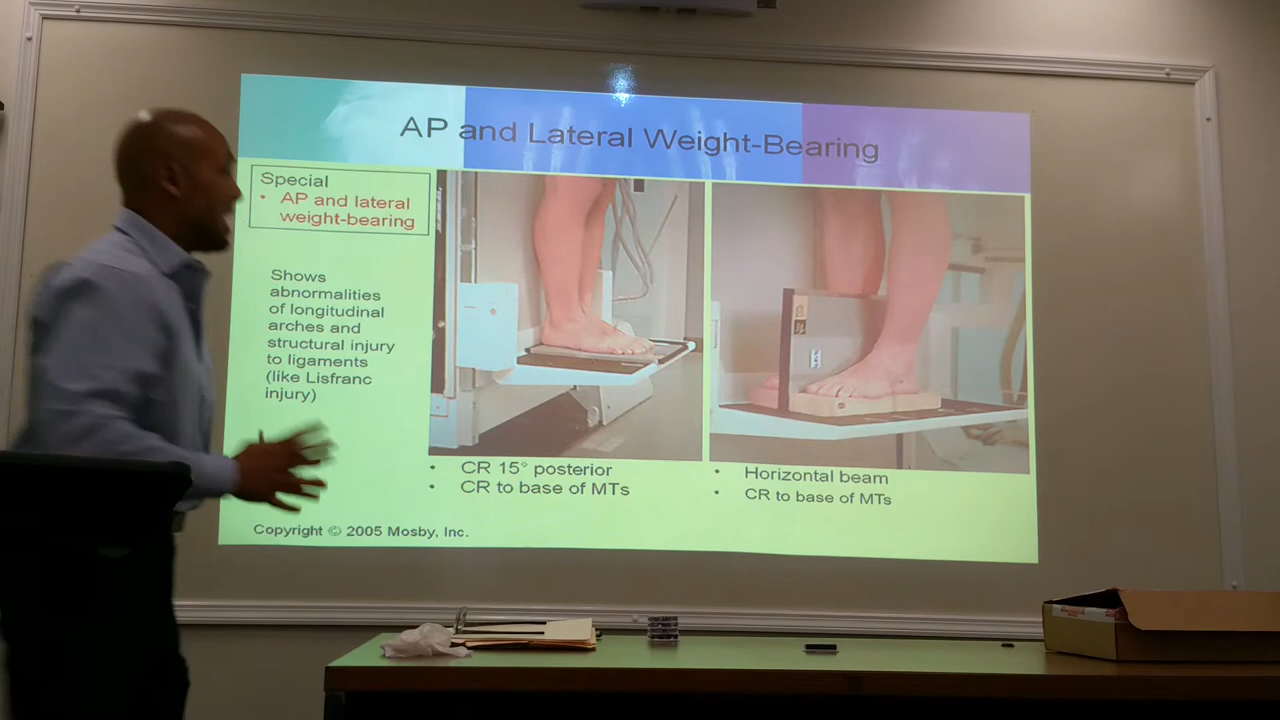 AP and Lateral Weight-Bearing
Special
• AP and lateral
weight-bearing
Shows
abnormalities
of longitudinal
arches and
structural injury
to ligaments
(like Lisfranc
injury)
• CR 15° posterior
• CR to base of MTs
• Horizontal beam
• CR to base of MTs
Copyright © 2005 Mosby, Inc.